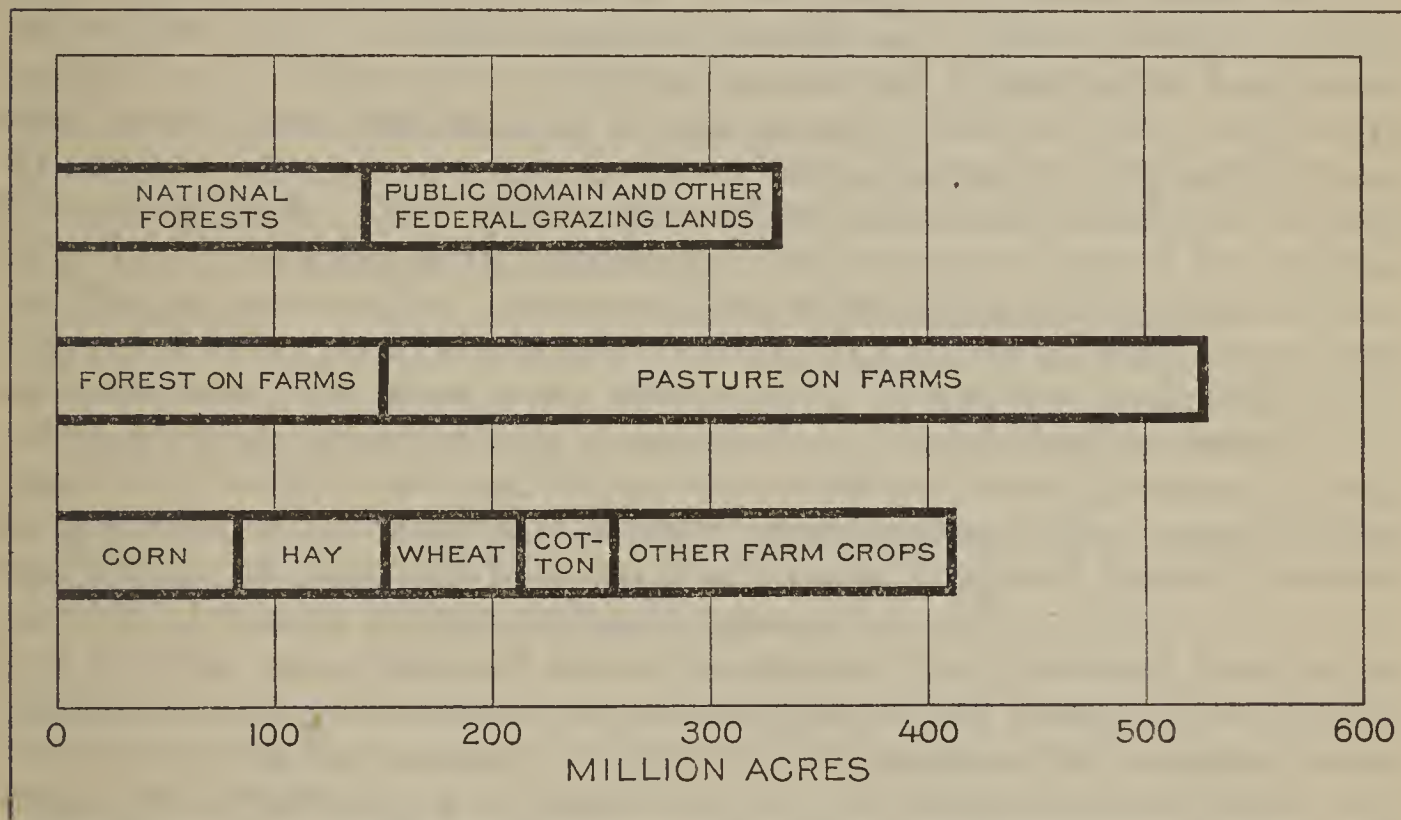 NATIONAL
FORESTS
PUBLIC DOMAIN AND OTHER
FEDERAL GRAZING LANDS
FOREST ON FARMS
PASTURE ON FARMS
CORN
HAY
WHEAT
COT-
TON
OTHER FARM CROPS
0 100 200 300 400 500 600
MILLION ACRES